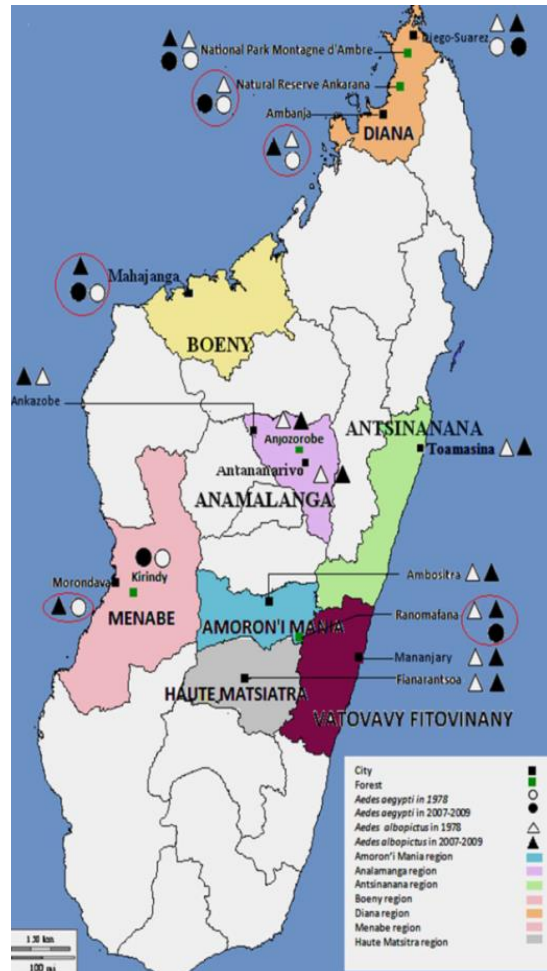 Diego-Suarez
National Park Montagne d'Ambre
Natural Reserve Ankarana
Ambanja
DIANA
Mahajanga
BOENY
Ankazobe
ANTSINANANA
Anjozorobe
Toamasina
Antananarivo
ANAMALANGA
Kirindy
Morondava
Ambositra
MENABE
Ranomafana
AMORON'I MANIA
Mananjary
Fianarantsoa
HAUTE MATSIATRA
VATOVAVY FITOVINANY
City
Forest
Aedes aegypti in 1978
Aedes aegypti in 2007-2009
Aedes albopictus in 1978
Aedes albopictus in 2007-2009
Amoron'i Mania region
Analamanga region
Antsinanana region
Boeny region
Diana region
Menabe region
Haute Matsitra region